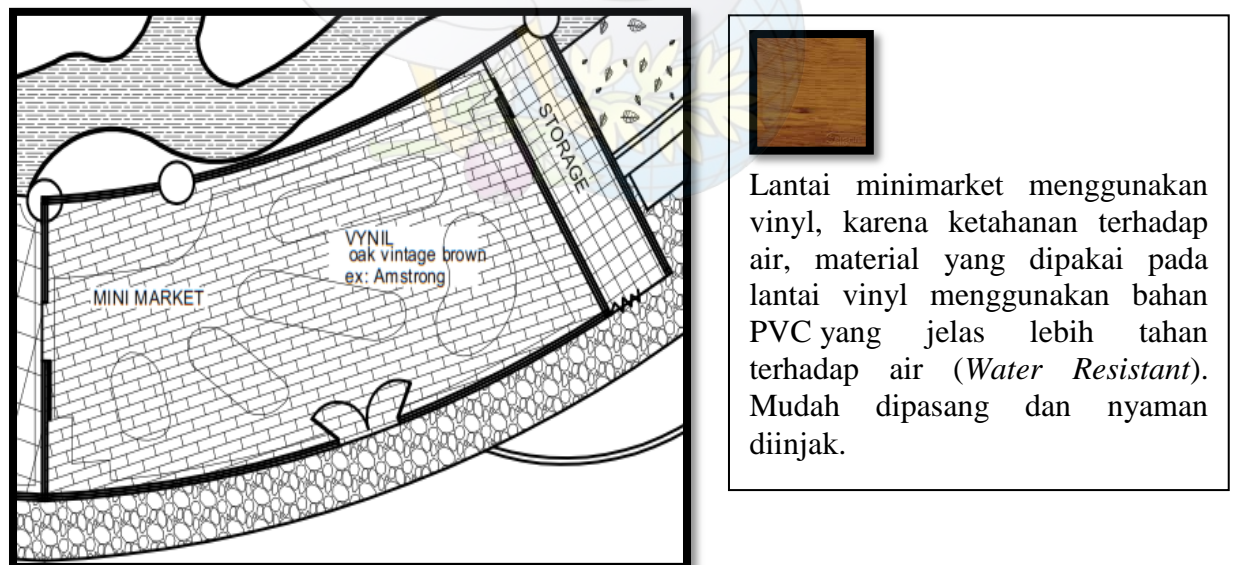 STORAGE
VYNIL
oak vintage brown
ex: Amstrong
MINI MARKET
Lantai minimarket menggunakan
vinyl, karena ketahanan terhadap
air, material yang dipakai pada
lantai vinyl menggunakan bahan
PVC yang jelas lebih tahan
terhadap air (Water Resistant).
Mudah dipasang dan nyaman
diinjak.